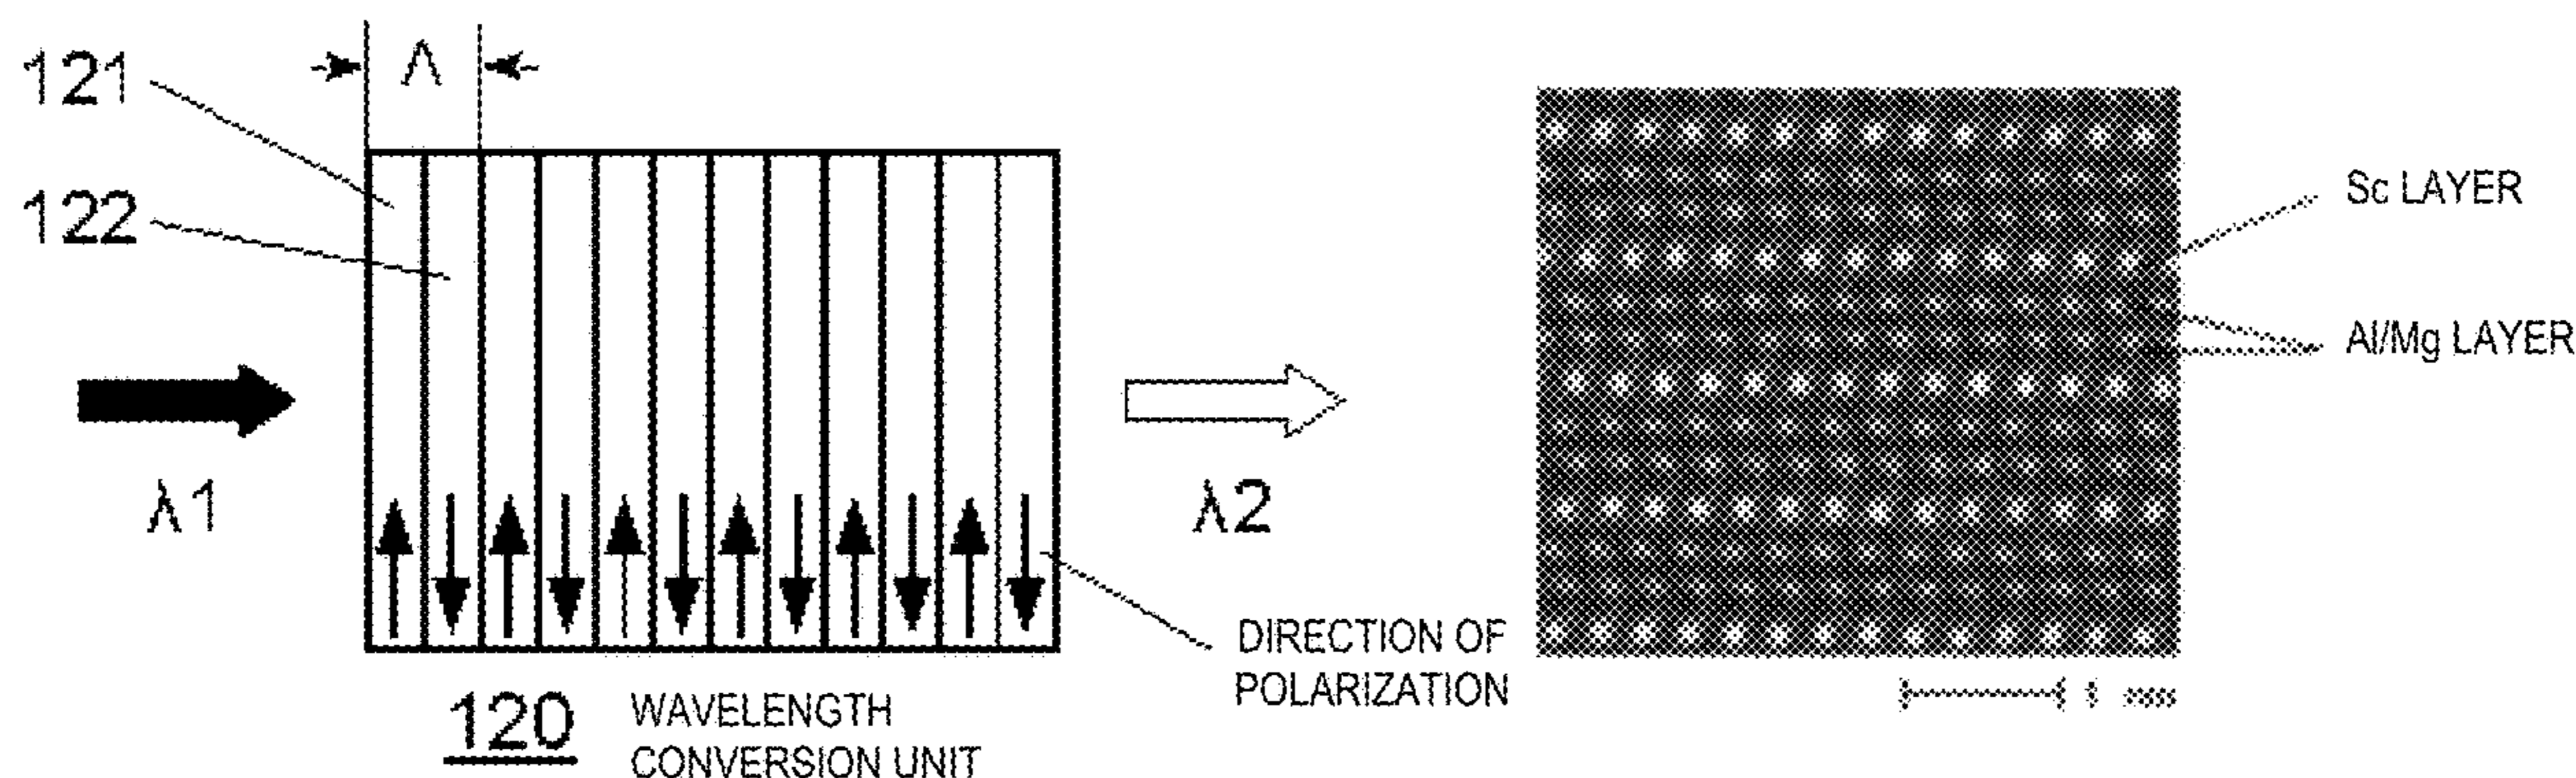 121
Λ
122
λ1
λ2
Sc LAYER
Al/Mg LAYER
DIRECTION OF
POLARIZATION
120
WAVELENGTH
CONVERSION UNIT